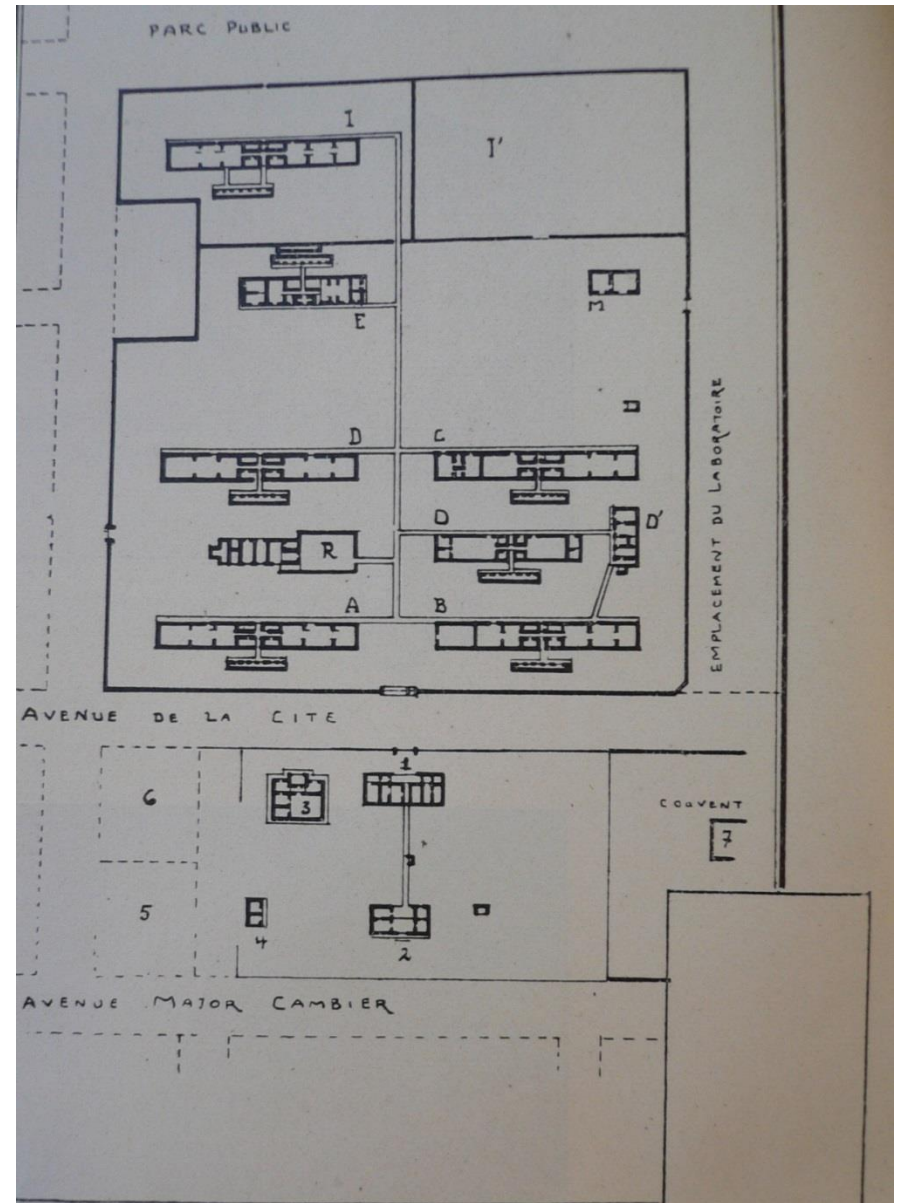 PARC PUBLIC
I
I'
E
M
D
C
R
D
D'
A
B
EMPLACEMENT DU LABORATOIRE
AVENUE DE LA CITE
1
6
3
COUVENT
7
5
4
2
AVENUE MAJOR CAMBIER